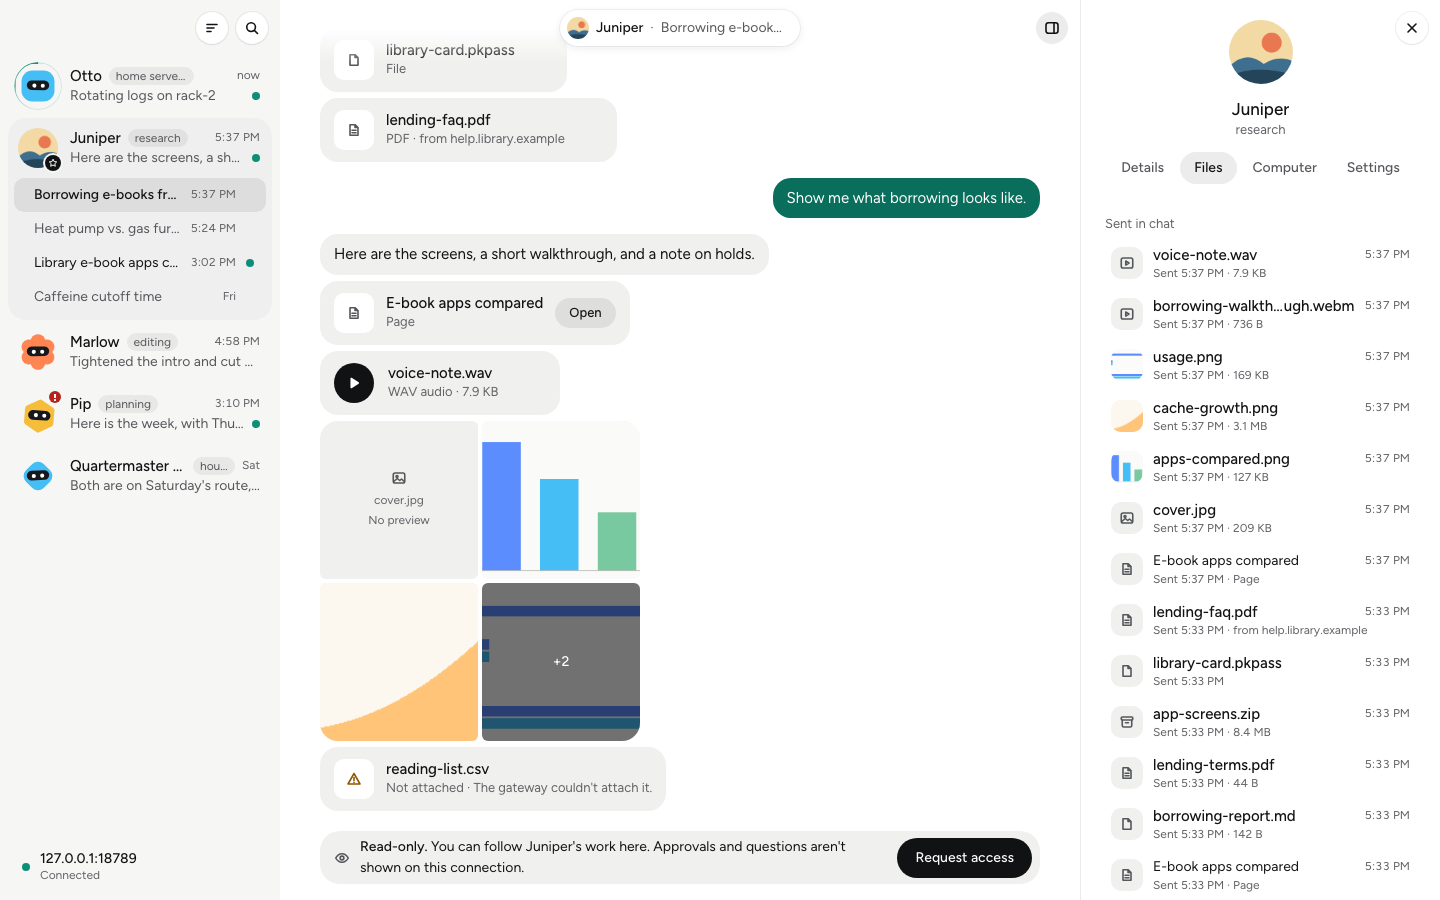 Otto home serve... now
Rotating logs on rack-2
Juniper research 5:37 PM
Here are the screens, a sh...
Borrowing e-books fr... 5:37 PM
Heat pump vs. gas fur... 5:24 PM
Library e-book apps c... 3:02 PM
Caffeine cutoff time Fri
Marlow editing 4:58 PM
Tightened the intro and cut ...
Pip planning 3:10 PM
Here is the week, with Thu...
Quartermaster ... hou... Sat
Both are on Saturday's route,...
127.0.0.1:18789
Connected
Juniper · Borrowing e-book...
library-card.pkpass
File
lending-faq.pdf
PDF · from help.library.example
Show me what borrowing looks like.
Here are the screens, a short walkthrough, and a note on holds.
E-book apps compared
Page
Open
voice-note.wav
WAV audio · 7.9 KB
cover.jpg
No preview
+2
reading-list.csv
Not attached · The gateway couldn't attach it.
Read-only. You can follow Juniper's work here. Approvals and questions aren't
shown on this connection.
Request access
Juniper
research
Details Files Computer Settings
Sent in chat
voice-note.wav 5:37 PM
Sent 5:37 PM · 7.9 KB
borrowing-walkth...ugh.webm 5:37 PM
Sent 5:37 PM · 736 B
usage.png 5:37 PM
Sent 5:37 PM · 169 KB
cache-growth.png 5:37 PM
Sent 5:37 PM · 3.1 MB
apps-compared.png 5:37 PM
Sent 5:37 PM · 127 KB
cover.jpg 5:37 PM
Sent 5:37 PM · 209 KB
E-book apps compared 5:37 PM
Sent 5:37 PM · Page
lending-faq.pdf 5:33 PM
Sent 5:33 PM · from help.library.example
library-card.pkpass 5:33 PM
Sent 5:33 PM
app-screens.zip 5:33 PM
Sent 5:33 PM · 8.4 MB
lending-terms.pdf 5:33 PM
Sent 5:33 PM · 44 B
borrowing-report.md 5:33 PM
Sent 5:33 PM · 142 B
E-book apps compared 5:33 PM
Sent 5:33 PM · Page